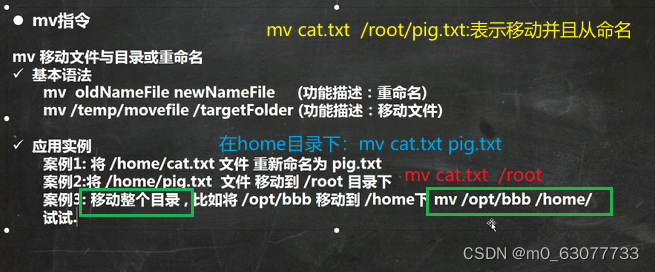 ● mv指令
mv cat.txt /root/pig.txt:表示移动并且从命名
mv 移动文件与目录或重命名
✓ 基本语法
mv oldNameFile newNameFile (功能描述：重命名)
mv /temp/movefile /targetFolder (功能描述：移动文件)
在home目录下：mv cat.txt pig.txt
✓ 应用实例
案例1: 将 /home/cat.txt 文件 重新命名为 pig.txt
mv cat.txt /root
案例2:将 /home/pig.txt 文件 移动到 /root 目录下
案例3: 移动整个目录 , 比如将 /opt/bbb 移动到 /home下 mv /opt/bbb /home/
试试.
CSDN @m0_63077733